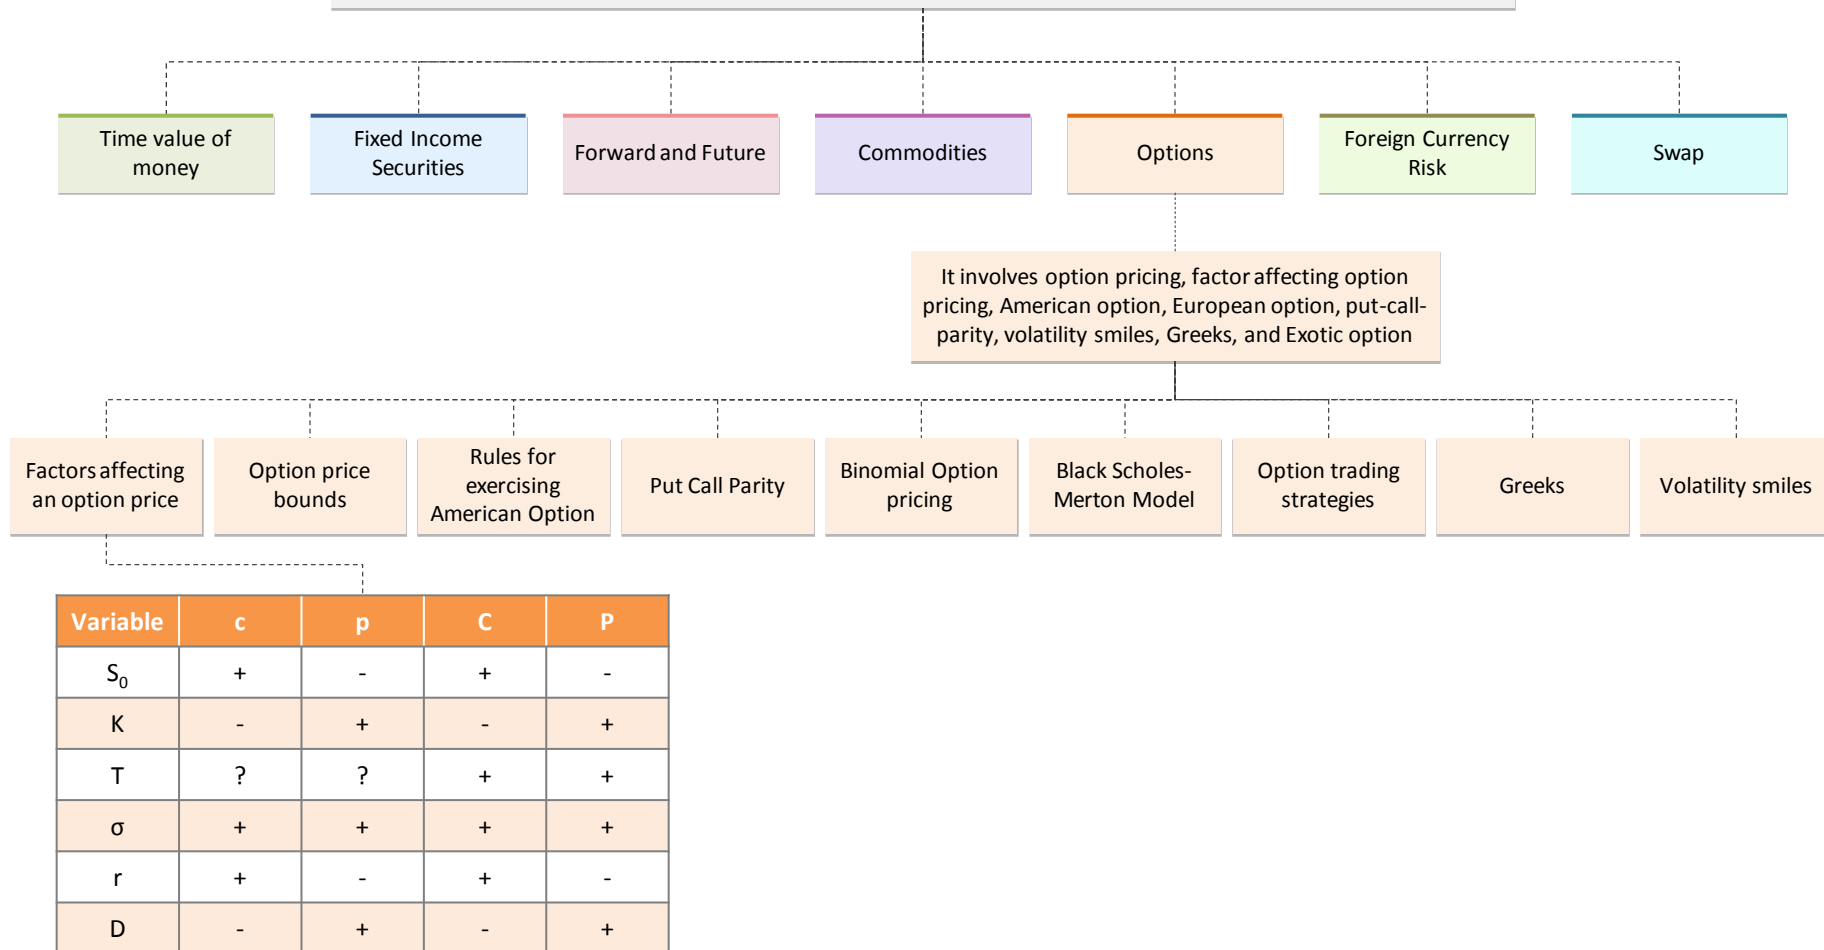 Time value of
money
Fixed Income
Securities
Forward and Future
Commodities
Options
Foreign Currency
Risk
Swap
It involves option pricing, factor affecting option
pricing, American option, European option, put-call-
parity, volatility smiles, Greeks, and Exotic option
Factors affecting
an option price
Option price
bounds
Rules for
exercising
American Option
Put Call Parity
Binomial Option
pricing
Black Scholes-
Merton Model
Option trading
strategies
Greeks
Volatility smiles
Variable c p C P
S0 + - + -
K - + - +
T ? ? + +
σ + + + +
r + - + -
D - + - +